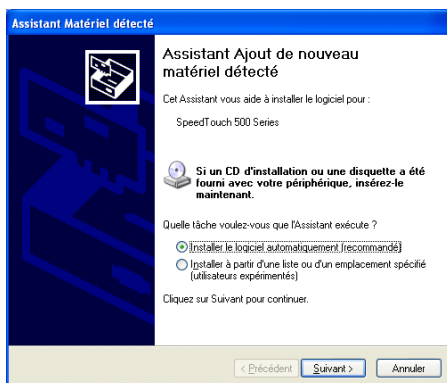 Assistant Matériel détecté
Assistant Ajout de nouveau
matériel détecté
Cet Assistant vous aide à installer le logiciel pour :
SpeedTouch 500 Series
Si un CD d'installation ou une disquette a été
fourni avec votre périphérique, insérez-le
maintenant.
Quelle tâche voulez-vous que l'Assistant exécute ?
Installer le logiciel automatiquement (recommandé)
Installer à partir d'une liste ou d'un emplacement spécifié
(utilisateurs expérimentés)
Cliquez sur Suivant pour continuer.
< Précédent
Suivant >
Annuler